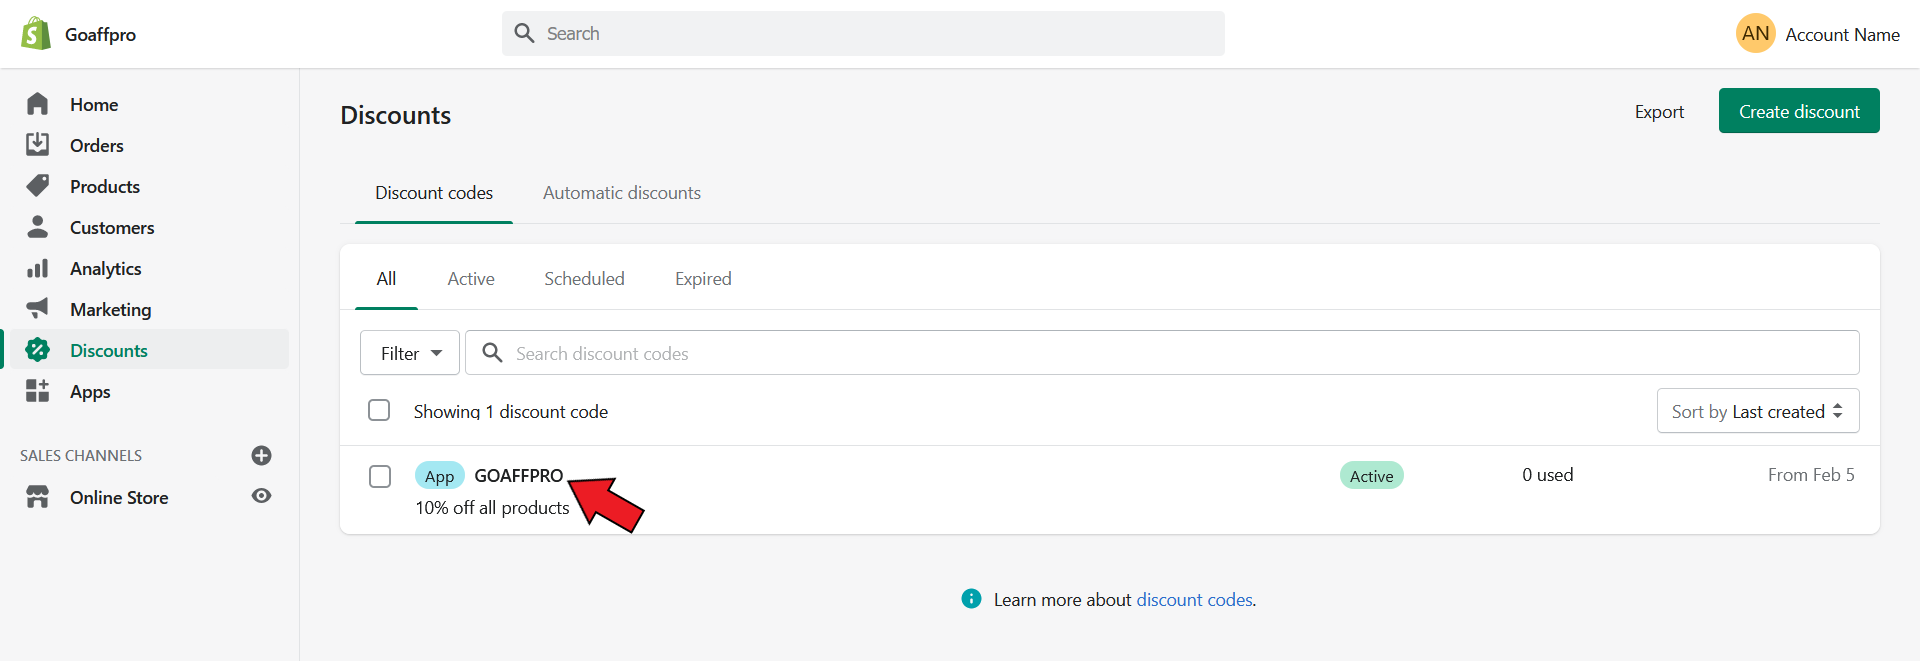 Goaffpro
Search
AN Account Name
Home
Orders
Products
Customers
Analytics
Marketing
Discounts
Apps
SALES CHANNELS
Online Store
Discounts
Export
Create discount
Discount codes Automatic discounts
All Active Scheduled Expired
Filter Search discount codes
Showing 1 discount code
Sort by Last created
App GOAFFPRO Active 0 used From Feb 5
10% off all products
Learn more about discount codes.